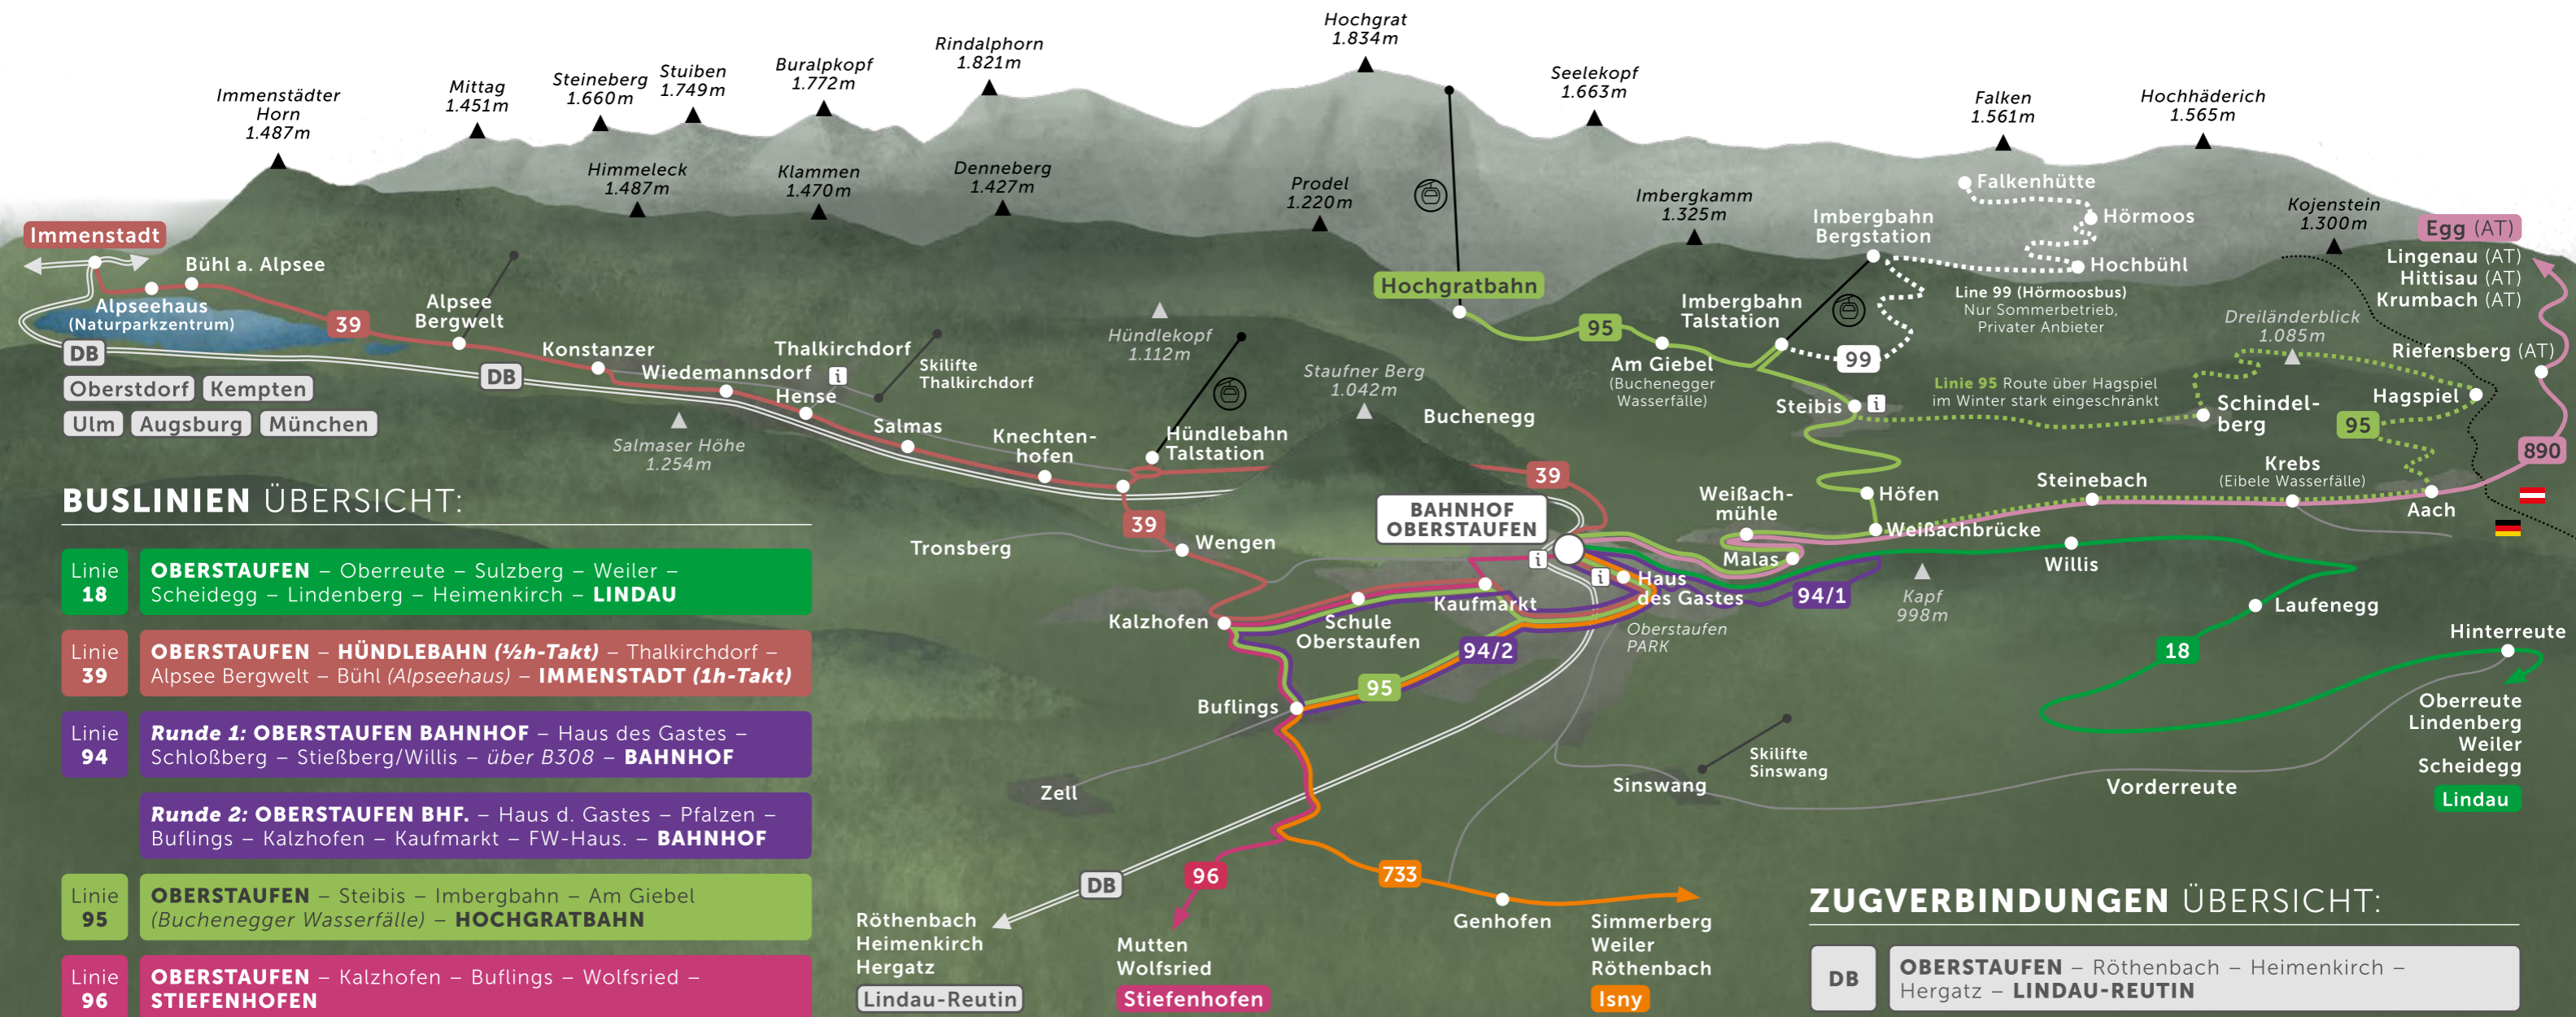 Hochgrat
1.834m
Rindalphorn
1.821m
Buralpkopf
1.772m
Stuiben
1.749m
Steineberg
1.660m
Mittag
1.451m
Immenstädter
Horn
1.487m
Seelekopf
1.663m
Falken
1.561m
Hochhäderich
1.565m
Himmeleck
1.487m
Klammen
1.470m
Denneberg
1.427m
Prodel
1.220m
Imbergkamm
1.325m
Kojenstein
1.300m
Immenstadt
Bühl a. Alpsee
Alpseehaus
(Naturparkzentrum)
39
Alpsee
Bergwelt
DB
Oberstdorf
Kempten
Ulm
Augsburg
München
DB
Konstanzer
Wiedemannsdorf
Thalkirchdorf
i
Hense
Skilifte
Thalkirchdorf
Salmas
Salmaser Höhe
1.254m
Knechten-
hofen
Hündlekopf
1.112m
Hündlebahn
Talstation
Staufner Berg
1.042m
Buchenegg
Hochgratbahn
95
Am Giebel
(Buchenegger
Wasserfälle)
Imbergbahn
Talstation
Imbergbahn
Bergstation
Falkenhütte
Hörmoos
Hochbühl
Line 99 (Hörmoosbus)
Nur Sommerbetrieb,
Privater Anbieter
99
Steibis
i
Linie 95 Route über Hagspiel
im Winter stark eingeschränkt
Dreiländerblick
1.085m
Schindel-
berg
Hagspiel
95
Egg (AT)
Lingenau (AT)
Hittisau (AT)
Krumbach (AT)
Riefensberg (AT)
890
Krebs
(Eibele Wasserfälle)
Aach
Steinebach
Höfen
Weißachbrücke
Weißach-
mühle
Malas
39
BAHNHOF
OBERSTAUFEN
i
i
Haus
des Gastes
Oberstaufen
PARK
94/1
Kapf
998m
Willis
Laufenegg
18
Hinterreute
Oberreute
Lindenberg
Weiler
Scheidegg
Lindau
Vorderreute
Skilifte
Sinswang
Sinswang
39
Tronsberg
Wengen
Kalzhofen
Schule
Oberstaufen
Kaufmarkt
94/2
95
Buflings
Zell
DB
96
733
Röthenbach
Heimenkirch
Hergatz
Lindau-Reutin
Mutten
Wolfsried
Stiefenhofen
Genhofen
Simmerberg
Weiler
Röthenbach
Isny
BUSLINIEN ÜBERSICHT:
Linie
18
OBERSTAUFEN – Oberreute – Sulzberg – Weiler –
Scheidegg – Lindenberg – Heimenkirch – LINDAU
Linie
39
OBERSTAUFEN – HÜNDLEBAHN (½h-Takt) – Thalkirchdorf –
Alpsee Bergwelt – Bühl (Alpseehaus) – IMMENSTADT (1h-Takt)
Linie
94
Runde 1: OBERSTAUFEN BAHNHOF – Haus des Gastes –
Schloßberg – Stießberg/Willis – über B308 – BAHNHOF
Runde 2: OBERSTAUFEN BHF. – Haus d. Gastes – Pfalzen –
Buflings – Kalzhofen – Kaufmarkt – FW-Haus. – BAHNHOF
Linie
95
OBERSTAUFEN – Steibis – Imbergbahn – Am Giebel
(Buchenegger Wasserfälle) – HOCHGRATBAHN
Linie
96
OBERSTAUFEN – Kalzhofen – Buflings – Wolfsried –
STIEFENHOFEN
ZUGVERBINDUNGEN ÜBERSICHT:
DB
OBERSTAUFEN – Röthenbach – Heimenkirch –
Hergatz – LINDAU-REUTIN